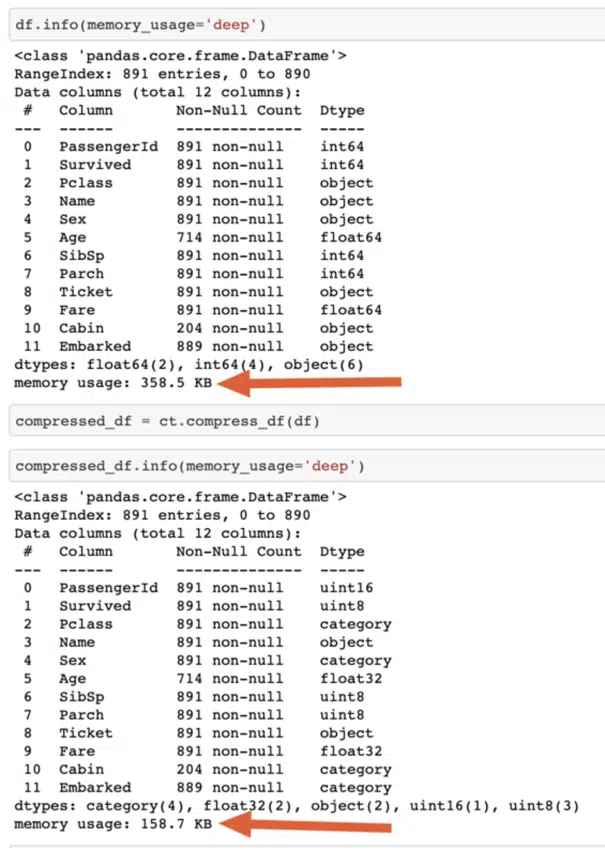 df.info(memory_usage='deep')
<class 'pandas.core.frame.DataFrame'>
RangeIndex: 891 entries, 0 to 890
Data columns (total 12 columns):
 #   Column       Non-Null Count  Dtype
---  ------       --------------  -----
 0   PassengerId  891 non-null    int64
 1   Survived     891 non-null    int64
 2   Pclass       891 non-null    object
 3   Name         891 non-null    object
 4   Sex          891 non-null    object
 5   Age          714 non-null    float64
 6   SibSp        891 non-null    int64
 7   Parch        891 non-null    int64
 8   Ticket       891 non-null    object
 9   Fare         891 non-null    float64
 10  Cabin        204 non-null    object
 11  Embarked     889 non-null    object
dtypes: float64(2), int64(4), object(6)
memory usage: 358.5 KB
compressed_df = ct.compress_df(df)
compressed_df.info(memory_usage='deep')
<class 'pandas.core.frame.DataFrame'>
RangeIndex: 891 entries, 0 to 890
Data columns (total 12 columns):
 #   Column       Non-Null Count  Dtype
---  ------       --------------  -----
 0   PassengerId  891 non-null    uint16
 1   Survived     891 non-null    uint8
 2   Pclass       891 non-null    category
 3   Name         891 non-null    object
 4   Sex          891 non-null    category
 5   Age          714 non-null    float32
 6   SibSp        891 non-null    uint8
 7   Parch        891 non-null    uint8
 8   Ticket       891 non-null    object
 9   Fare         891 non-null    float32
 10  Cabin        204 non-null    category
 11  Embarked     889 non-null    category
dtypes: category(4), float32(2), object(2), uint16(1), uint8(3)
memory usage: 158.7 KB